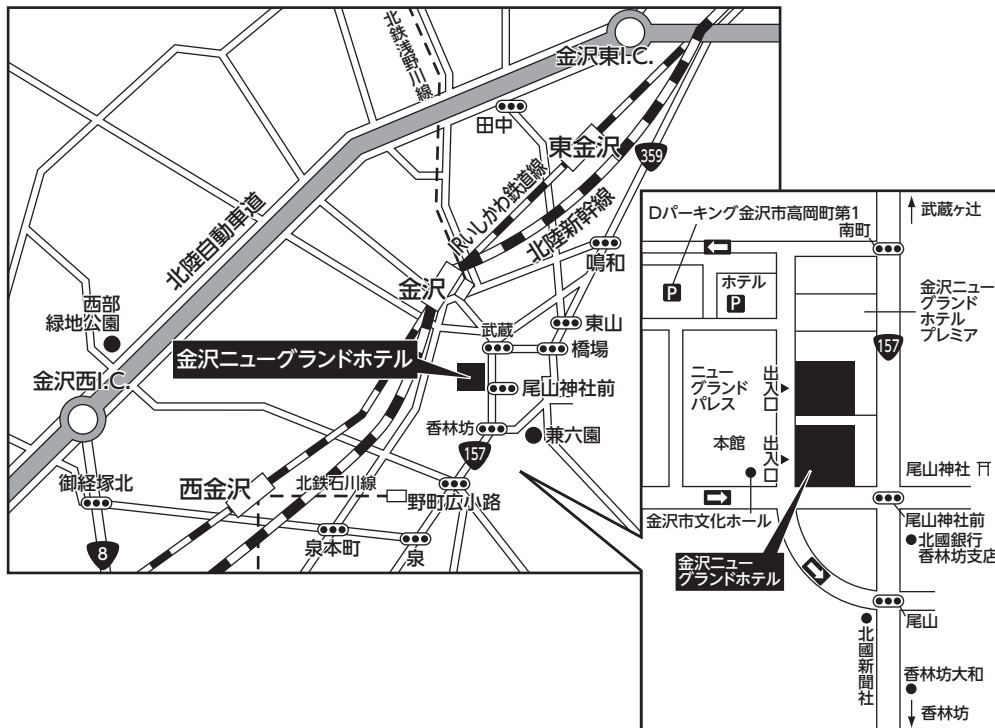 北鉄浅野川線
金沢東I.C.
田中
東金沢
359
IRいしかわ鉄道線
北陸新幹線
北陸自動車道
鳴和
金沢
西部
緑地公園
東山
武蔵
橋場
金沢ニューグランドホテル
金沢西I.C.
尾山神社前
香林坊
兼六園
157
御経塚北
西金沢
北鉄石川線
野町広小路
8
泉本町
泉
武蔵ヶ辻
Dパーキング金沢市高岡町第1
南町
P
ホテル
P
金沢ニュー
グランド
ホテル
プレミア
157
ニュー
グランド
パレス
出入口
本館
出入口
尾山神社
金沢市文化ホール
尾山神社前
北國銀行
香林坊支店
金沢ニュー
グランドホテル
尾山
北國新聞社
香林坊大和
香林坊